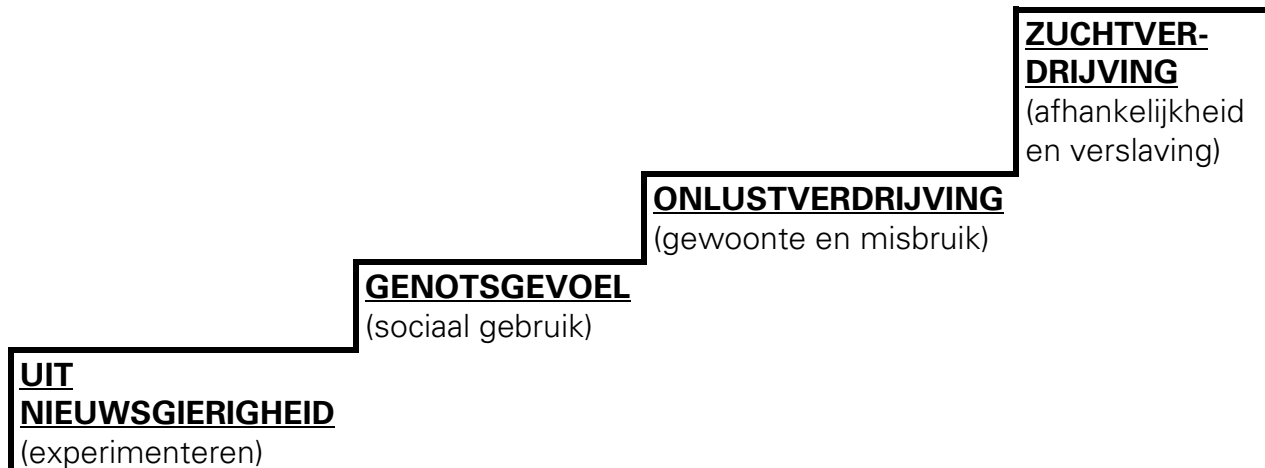 ZUCHTVER-
DRIJVING
(afhankelijkheid
en verslaving)
ONLUSTVERDRIJVING
(gewoonte en misbruik)
GENOTSGEVOEL
(sociaal gebruik)
UIT
NIEUWSGIERIGHEID
(experimenteren)